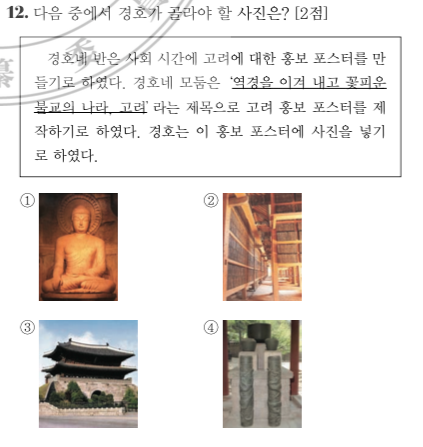 12. 다음 중에서 경호가 골라야 할 사진은? [2점]
경호네 반은 사회 시간에 고려에 대한 홍보 포스터를 만
들기로 하였다. 경호네 모둠은 ‘역경을 이겨 내고 꽃피운
불교의 나라, 고려’ 라는 제목으로 고려 홍보 포스터를 제
작하기로 하였다. 경호는 이 홍보 포스터에 사진을 넣기
로 하였다.
① ②
③ ④